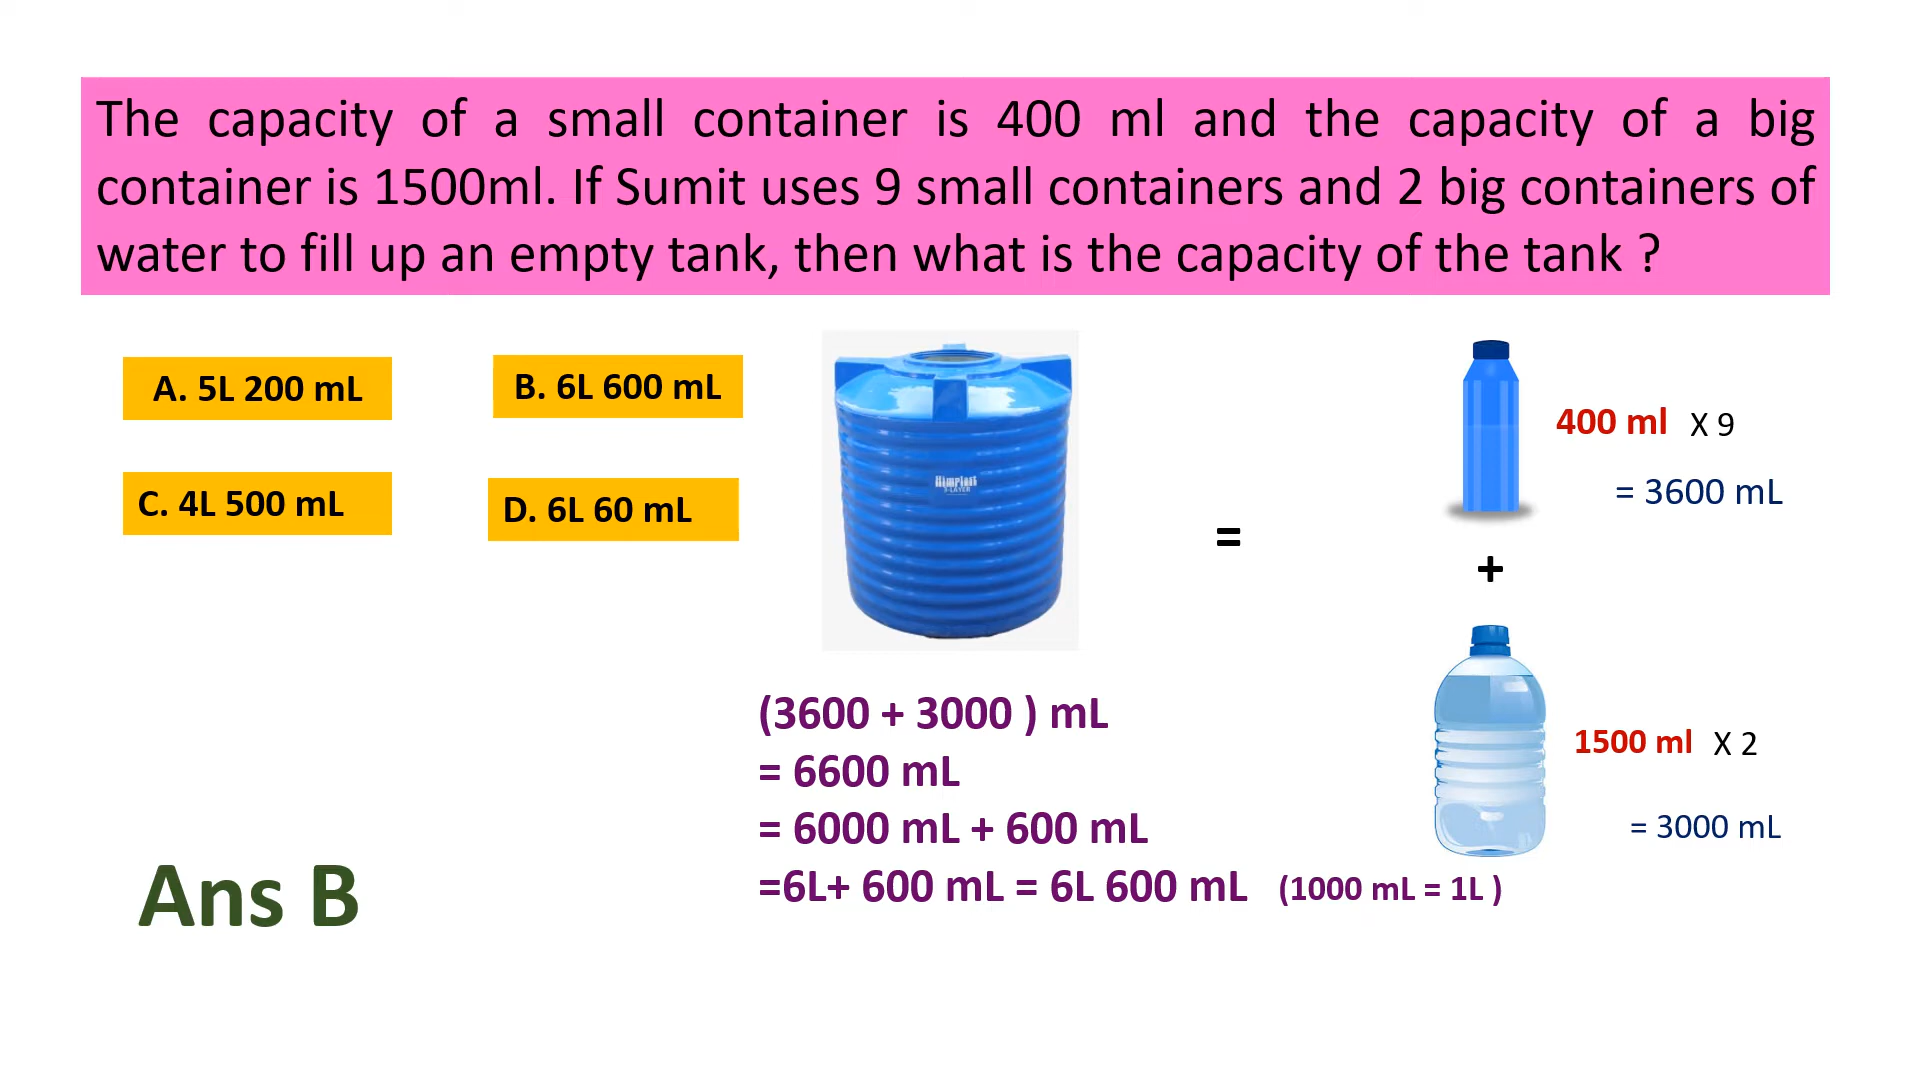 The capacity of a small container is 400 ml and the capacity of a big
container is 1500ml. If Sumit uses 9 small containers and 2 big containers of
water to fill up an empty tank, then what is the capacity of the tank ?
A. 5L 200 mL
B. 6L 600 mL
C. 4L 500 mL
D. 6L 60 mL
3-LAYER
=
400 ml X 9
= 3600 mL
+
1500 ml X 2
= 3000 mL
(3600 + 3000 ) mL
= 6600 mL
= 6000 mL + 600 mL
=6L+ 600 mL = 6L 600 mL (1000 mL = 1L )
Ans B